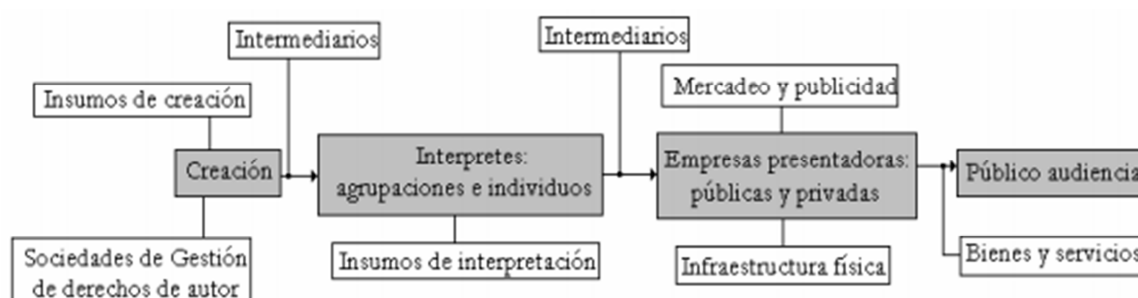 Intermediarios
Intermediarios
Mercadeo y publicidad
Insumos de creación
Creación
Interpretes:
agrupaciones e individuos
Empresas presentadoras:
públicas y privadas
Público audiencia
Insumos de interpretación
Infraestructura física
Bienes y servicios
Sociedades de Gestión
de derechos de autor